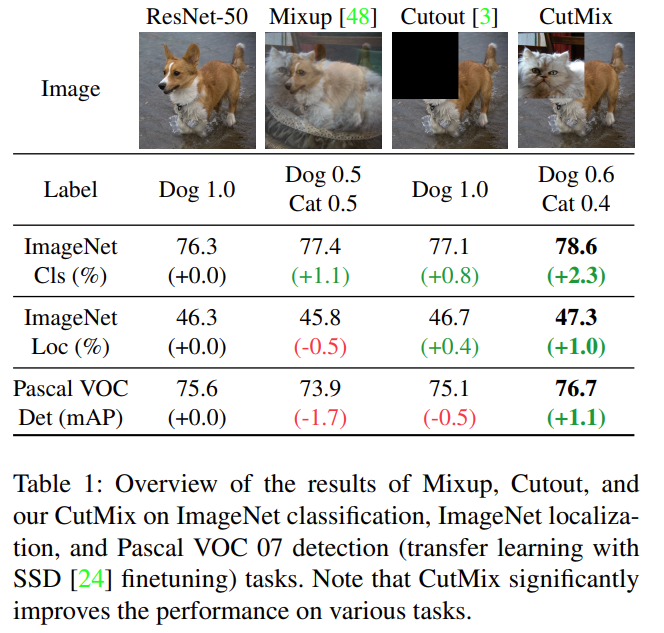 ResNet-50 Mixup [48] Cutout [3] CutMix
Image
Label Dog 1.0 Dog 0.5 Cat 0.5 Dog 1.0 Dog 0.6 Cat 0.4
ImageNet Cls (%) 76.3 (+0.0) 77.4 (+1.1) 77.1 (+0.8) 78.6 (+2.3)
ImageNet Loc (%) 46.3 (+0.0) 45.8 (-0.5) 46.7 (+0.4) 47.3 (+1.0)
Pascal VOC Det (mAP) 75.6 (+0.0) 73.9 (-1.7) 75.1 (-0.5) 76.7 (+1.1)
Table 1: Overview of the results of Mixup, Cutout, and
our CutMix on ImageNet classification, ImageNet localiza-
tion, and Pascal VOC 07 detection (transfer learning with
SSD [24] finetuning) tasks. Note that CutMix significantly
improves the performance on various tasks.